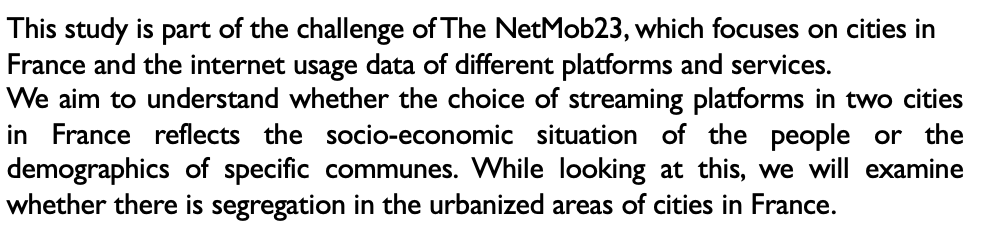 This study is part of the challenge of The NetMob23, which focuses on cities in
France and the internet usage data of different platforms and services.
We aim to understand whether the choice of streaming platforms in two cities
in France reflects the socio-economic situation of the people or the
demographics of specific communes. While looking at this, we will examine
whether there is segregation in the urbanized areas of cities in France.